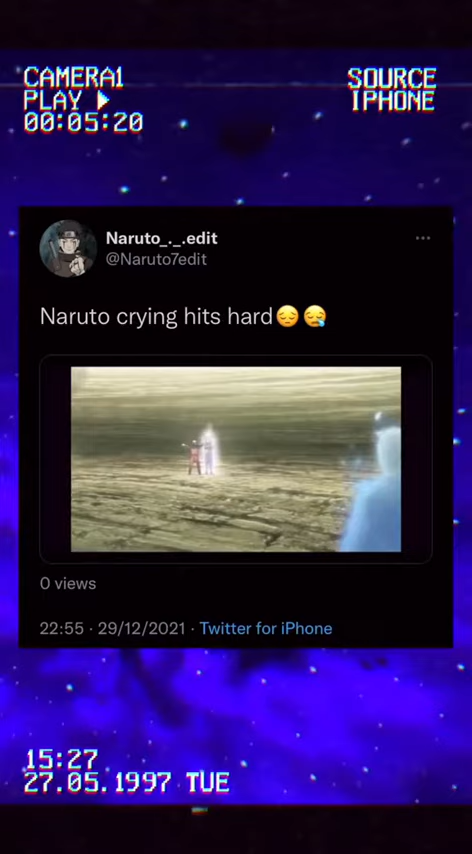 CAMERA1
PLAY
00:05:20
SOURCE
IPHONE
Naruto_._.edit
@Naruto7edit
Naruto crying hits hard😔😪
0 views
22:55 · 29/12/2021 · Twitter for iPhone
15:27
27.05.1997 TUE